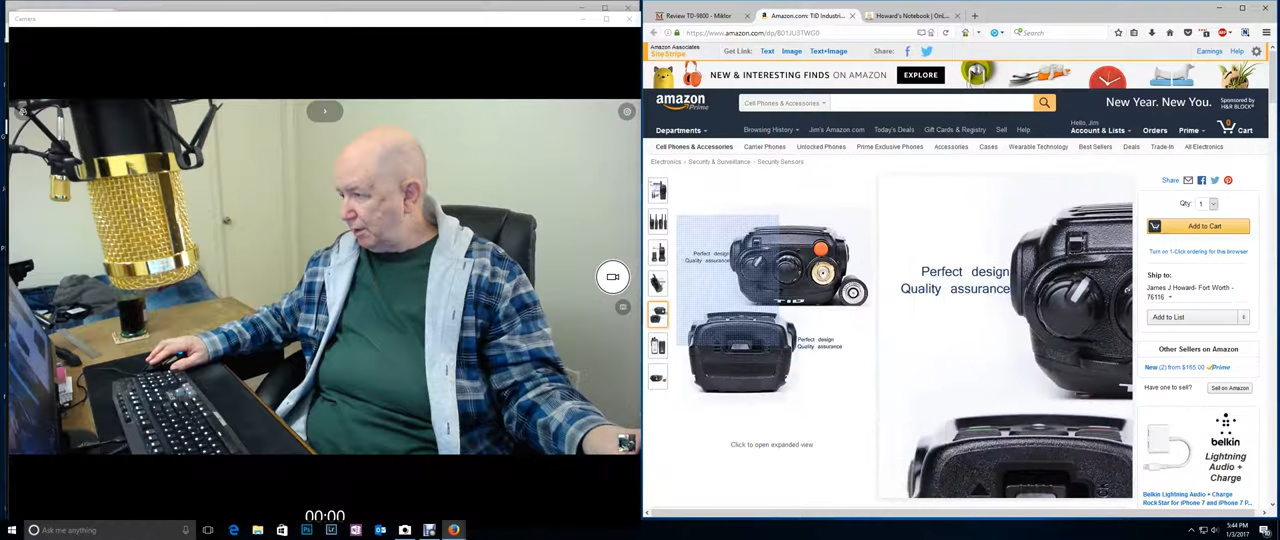 Camera
00:00
Review TD-9800 - Miktor
Amazon.com: TID Industri...
Howard's Notebook | OnL...
https://www.amazon.com/dp/B01JU3TWG0
Search
Amazon Associates
Site Stripe
Get Link: Text Image Text+Image
Share:
Earnings Help
NEW & INTERESTING FINDS ON AMAZON EXPLORE
amazon
Prime
Cell Phones & Accessories
New Year. New You.
Sponsored by
H&R BLOCK
Departments
Browsing History Jim's Amazon.com Today's Deals Gift Cards & Registry Sell Help
Hello, Jim
Account & Lists
Orders
Prime
0
Cart
Cell Phones & Accessories Carrier Phones Unlocked Phones Prime Exclusive Phones Accessories Cases Wearable Technology Best Sellers Deals Trade-In All Electronics
Electronics › Security & Surveillance › Security Sensors
Perfect design
Quality assurance
TID
Perfect design
Quality assurance
Click to open expanded view
Perfect design
Quality assurance
Share
Qty: 1
Add to Cart
Turn on 1-Click ordering for this browser
Ship to:
James J Howard- Fort Worth -
76116
Add to List
Other Sellers on Amazon
New (2) from $165.00 Prime
Have one to sell? Sell on Amazon
belkin
Lightning
Audio +
Charge
Belkin Lightning Audio + Charge
RockStar for iPhone 7 and iPhone 7 P...
Ask me anything
5:44 PM
1/3/2017